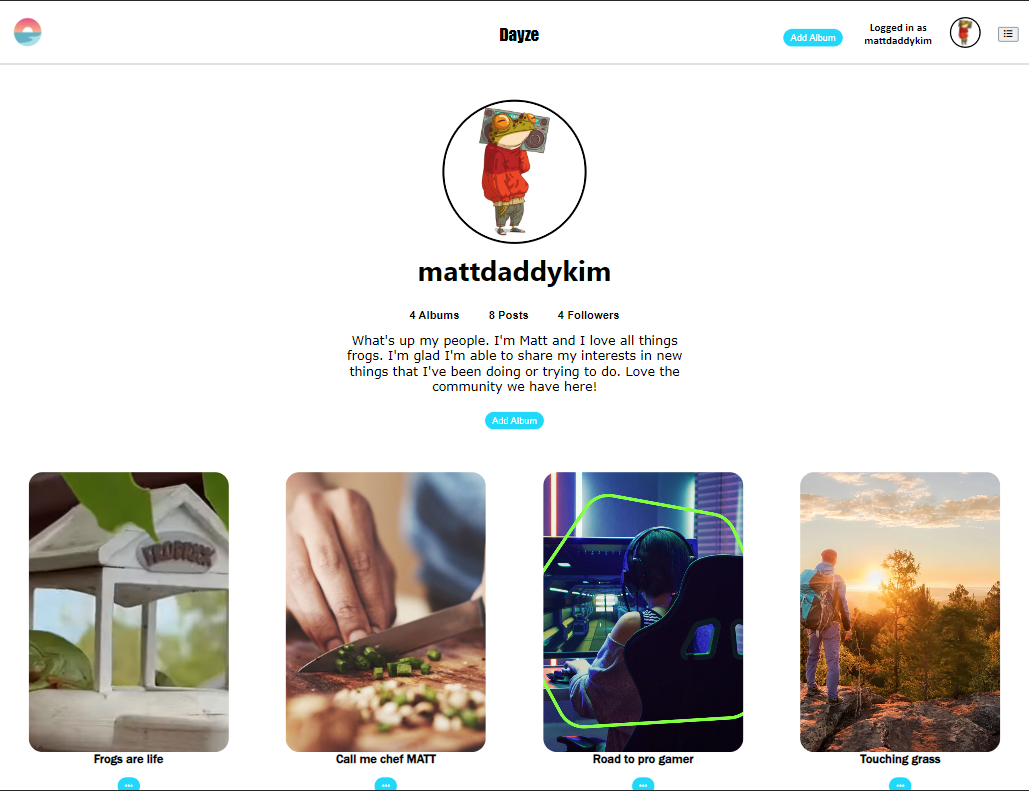 Dayze
Add Album
Logged in as
mattdaddykim
mattdaddykim
4 Albums 8 Posts 4 Followers
What's up my people. I'm Matt and I love all things
frogs. I'm glad I'm able to share my interests in new
things that I've been doing or trying to do. Love the
community we have here!
Add Album
Frogs are life
Call me chef MATT
Road to pro gamer
Touching grass